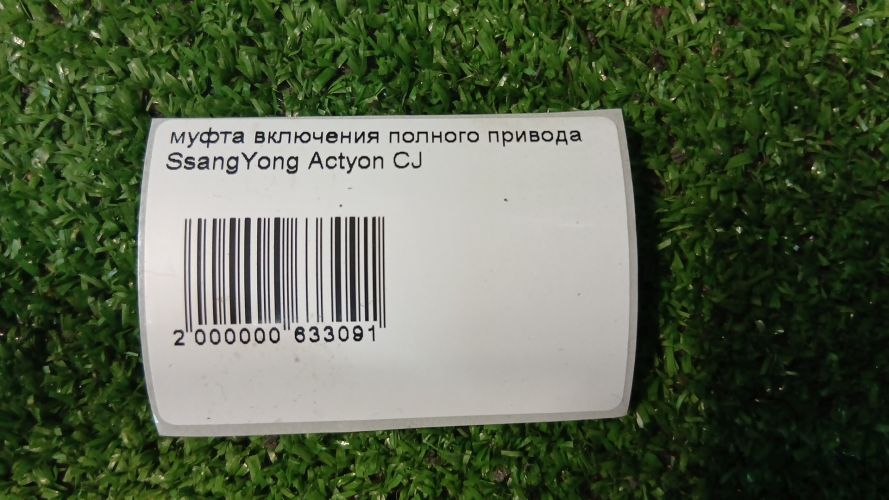 муфта включения полного привода
SsangYong Actyon CJ
2 000000 633091